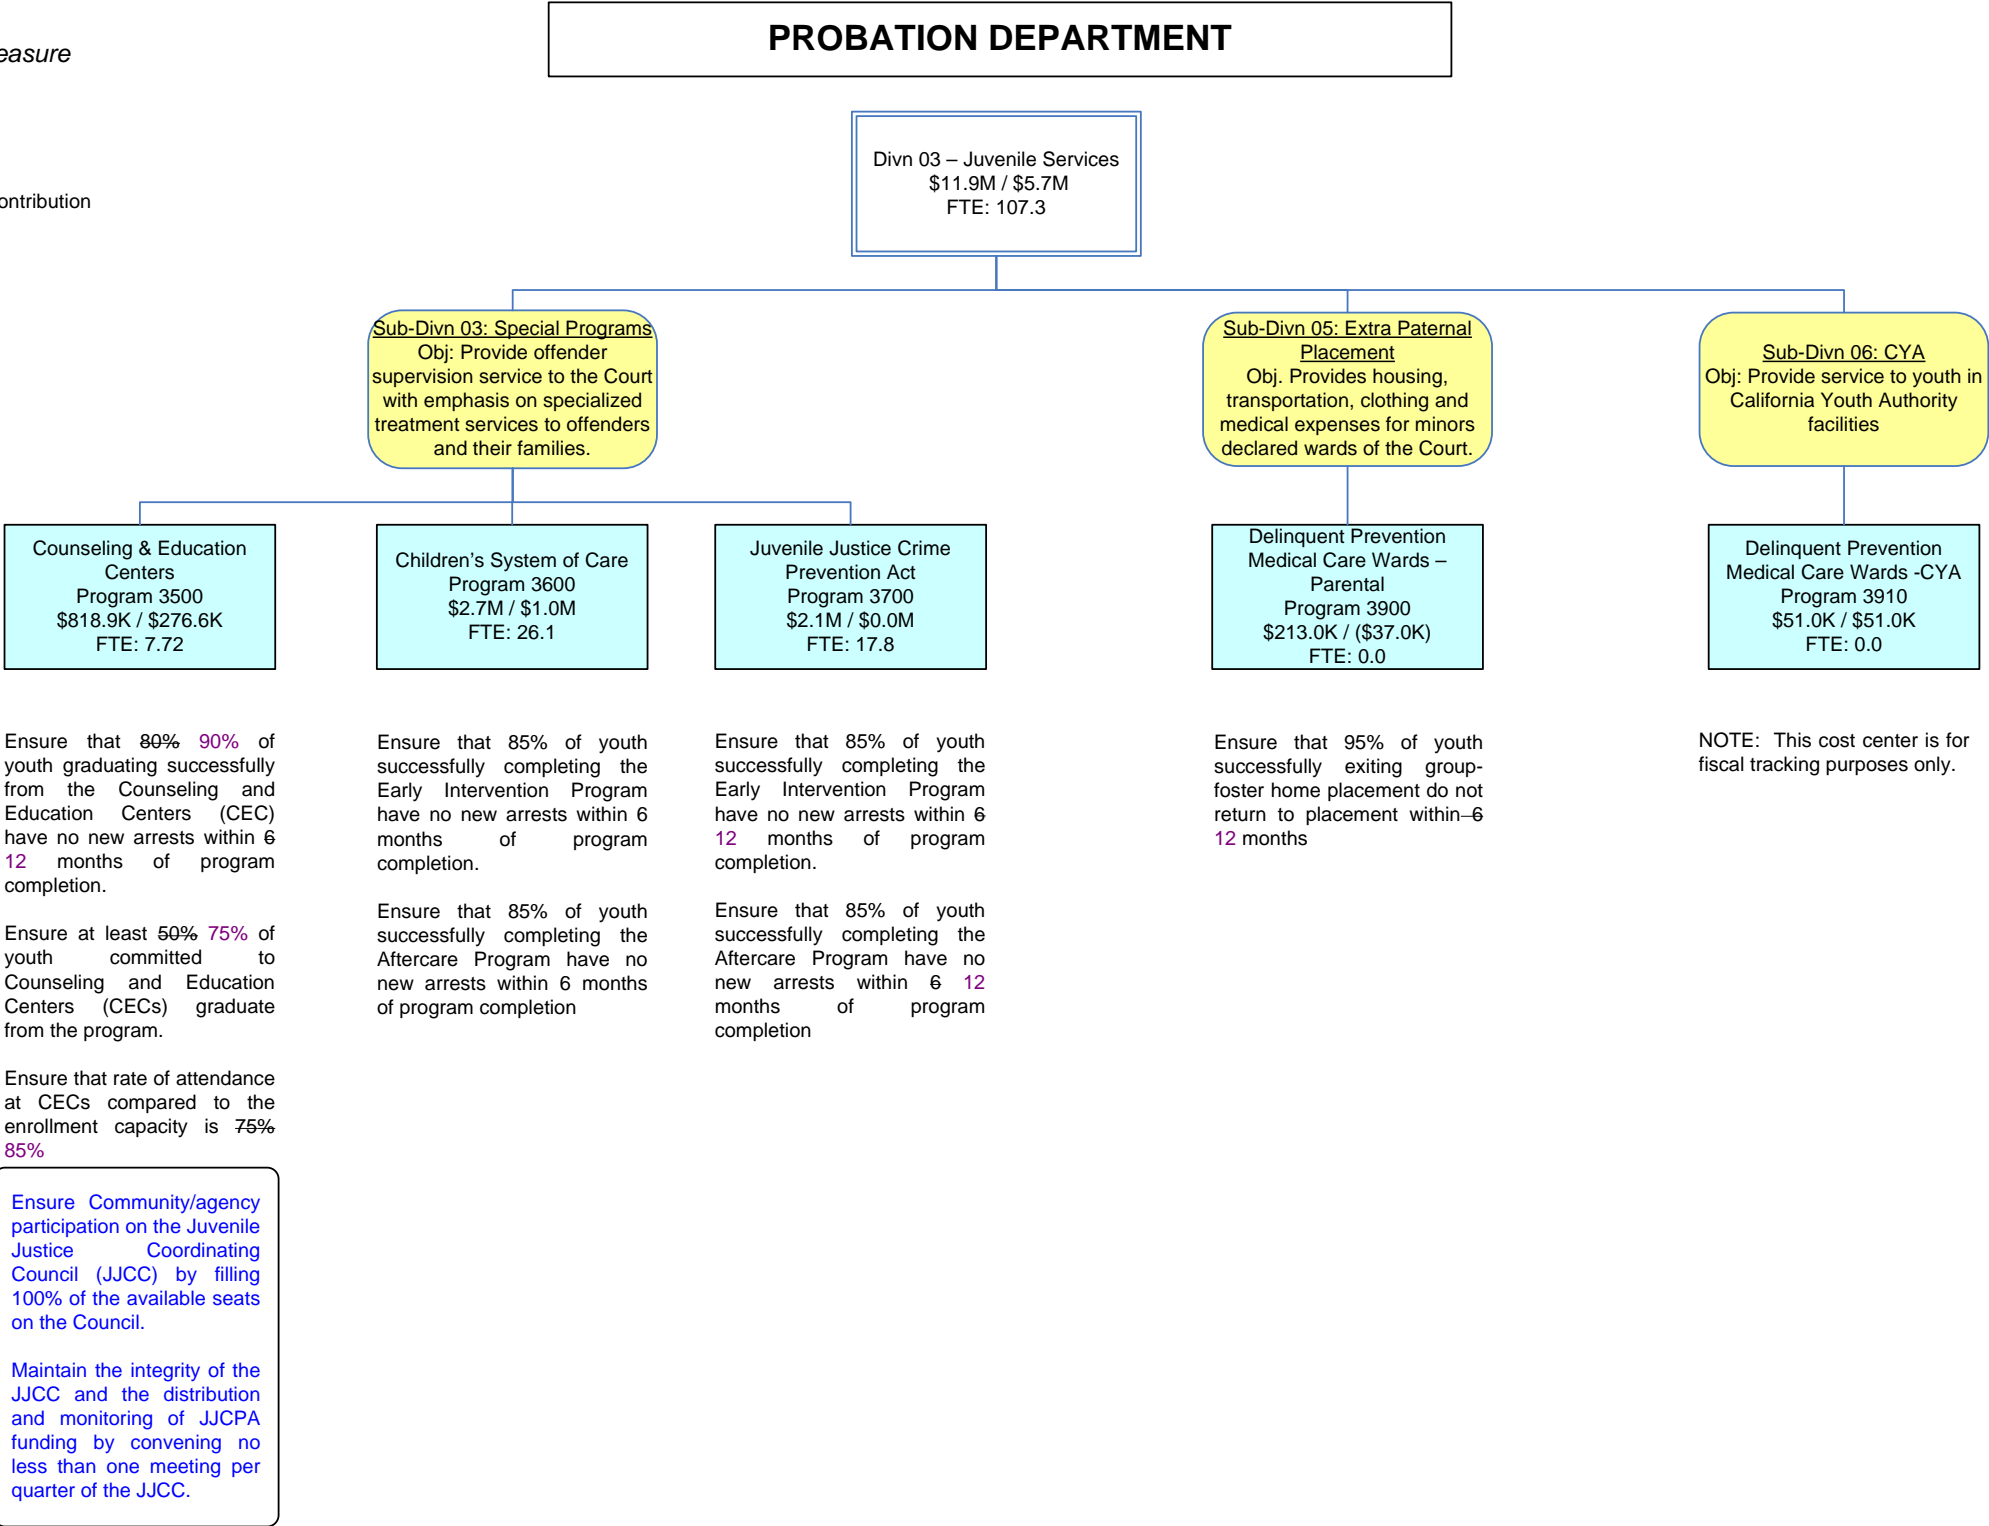 PROBATION DEPARTMENT
easure
ontribution
Divn 03 – Juvenile Services
$11.9M / $5.7M
FTE: 107.3
Sub-Divn 03: Special Programs
Obj: Provide offender
supervision service to the Court
with emphasis on specialized
treatment services to offenders
and their families.
Sub-Divn 05: Extra Paternal
Placement
Obj. Provides housing,
transportation, clothing and
medical expenses for minors
declared wards of the Court.
Sub-Divn 06: CYA
Obj: Provide service to youth in
California Youth Authority
facilities
Counseling & Education
Centers
Program 3500
$818.9K / $276.6K
FTE: 7.72
Children’s System of Care
Program 3600
$2.7M / $1.0M
FTE: 26.1
Juvenile Justice Crime
Prevention Act
Program 3700
$2.1M / $0.0M
FTE: 17.8
Delinquent Prevention
Medical Care Wards –
Parental
Program 3900
$213.0K / ($37.0K)
FTE: 0.0
Delinquent Prevention
Medical Care Wards -CYA
Program 3910
$51.0K / $51.0K
FTE: 0.0
Ensure that 80% 90% of
youth graduating successfully
from the Counseling and
Education Centers (CEC)
have no new arrests within 6
12 months of program
completion.
Ensure at least 50% 75% of
youth committed to
Counseling and Education
Centers (CECs) graduate
from the program.
Ensure that rate of attendance
at CECs compared to the
enrollment capacity is 75%
85%
Ensure Community/agency
participation on the Juvenile
Justice Coordinating
Council (JJCC) by filling
100% of the available seats
on the Council.
Maintain the integrity of the
JJCC and the distribution
and monitoring of JJCPA
funding by convening no
less than one meeting per
quarter of the JJCC.
Ensure that 85% of youth
successfully completing the
Early Intervention Program
have no new arrests within 6
months of program
completion.
Ensure that 85% of youth
successfully completing the
Aftercare Program have no
new arrests within 6 months
of program completion
Ensure that 85% of youth
successfully completing the
Early Intervention Program
have no new arrests within 6
12 months of program
completion.
Ensure that 85% of youth
successfully completing the
Aftercare Program have no
new arrests within 6 12
months of program
completion
Ensure that 95% of youth
successfully exiting group-
foster home placement do not
return to placement within 6
12 months
NOTE: This cost center is for
fiscal tracking purposes only.